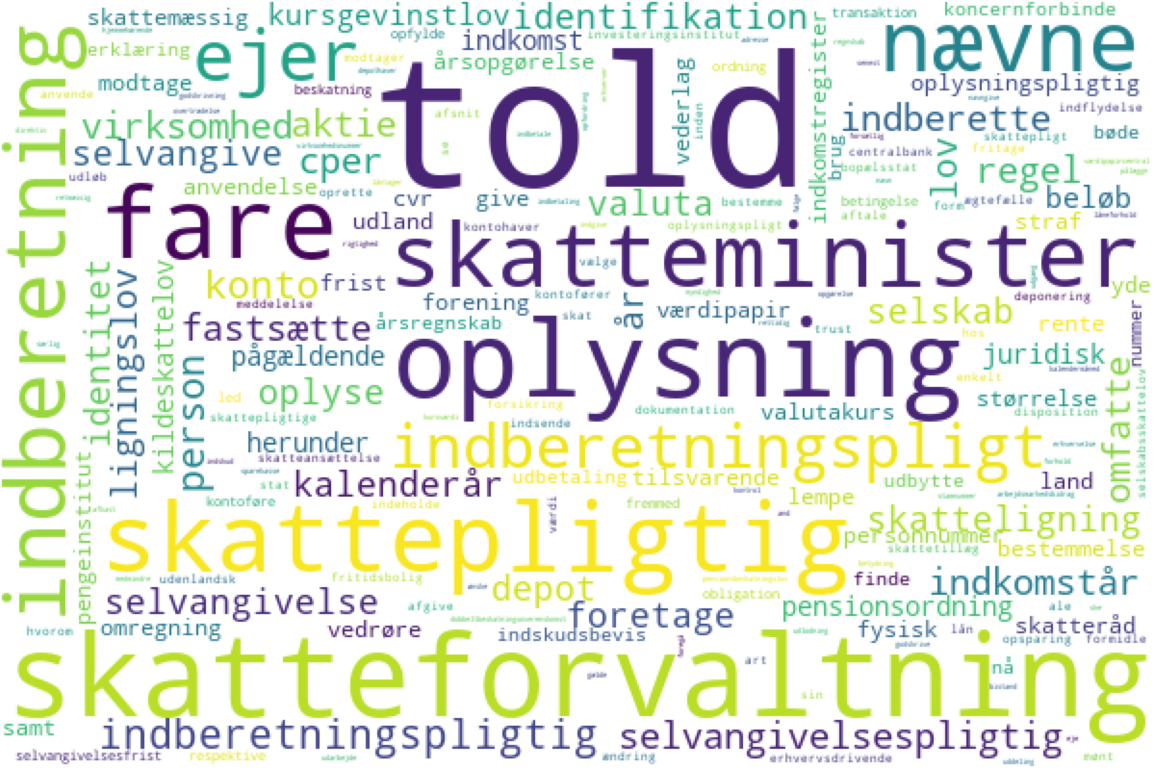 told
skatteforvaltning
skattepligtig
oplysning
skatteminister
indberetning
fare
nævne
ejer
indberetningspligt
indberetningspligtig
selvangivelsespligtig
skattemæssig
kursgevinstlov
identifikation
transaktion
koncernforbinde
erklæring
opfylde
indkomst
investeringsinstitut
årsopgørelse
modtager
modtage
beskatning
ordning
oplysningspligtig
anvende
virksomhed
aktie
afsnit
vederlag
inden
indkomstregister
indberette
indflydelse
brug
skattepligt
bøde
selvangive
cper
se
centralbank
fritage
lov
regel
udløb
anvendelse
oprette
cvr
give
valuta
bestemme
bopælsstat
betingelse
form
ægtefælle
beløb
aftale
straf
udland
kontohaver
oplysningspligt
vælge
konto
frist
meddelelse
forening
kontofører
værdipapir
år
selskab
deponering
yde
ligningslov
identitet
kildeskattelov
fastsætte
årsregnskab
skat
trust
hos
rente
nummer
person
pågældende
juridisk
enkelt
oplyse
led
skattepligtige
forsikring
dokumentation
valutakurs
størrelse
disposition
omfatte
selskabsskattelov
herunder
indsende
skatteansættelse
udbetaling
tilsvarende
udbytte
land
pengeinstitut
stat
kalenderår
lempe
kontoføre
indeholde
værdi
fremmed
skatteligning
personnummer
skattetillæg
bestemmelse
udenlandsk
fritidsbolig
depot
obligation
finde
indkomstår
selvangivelse
afgive
foretage
pensionsordning
ale
hvorom
omregning
vedrøre
indskudsbevis
fysisk
lån
opsparing
skatteråd
formidle
art
nå
sin
samt
selvangivelsesfrist
respektive
ændring
erhvervsdrivende
mønt